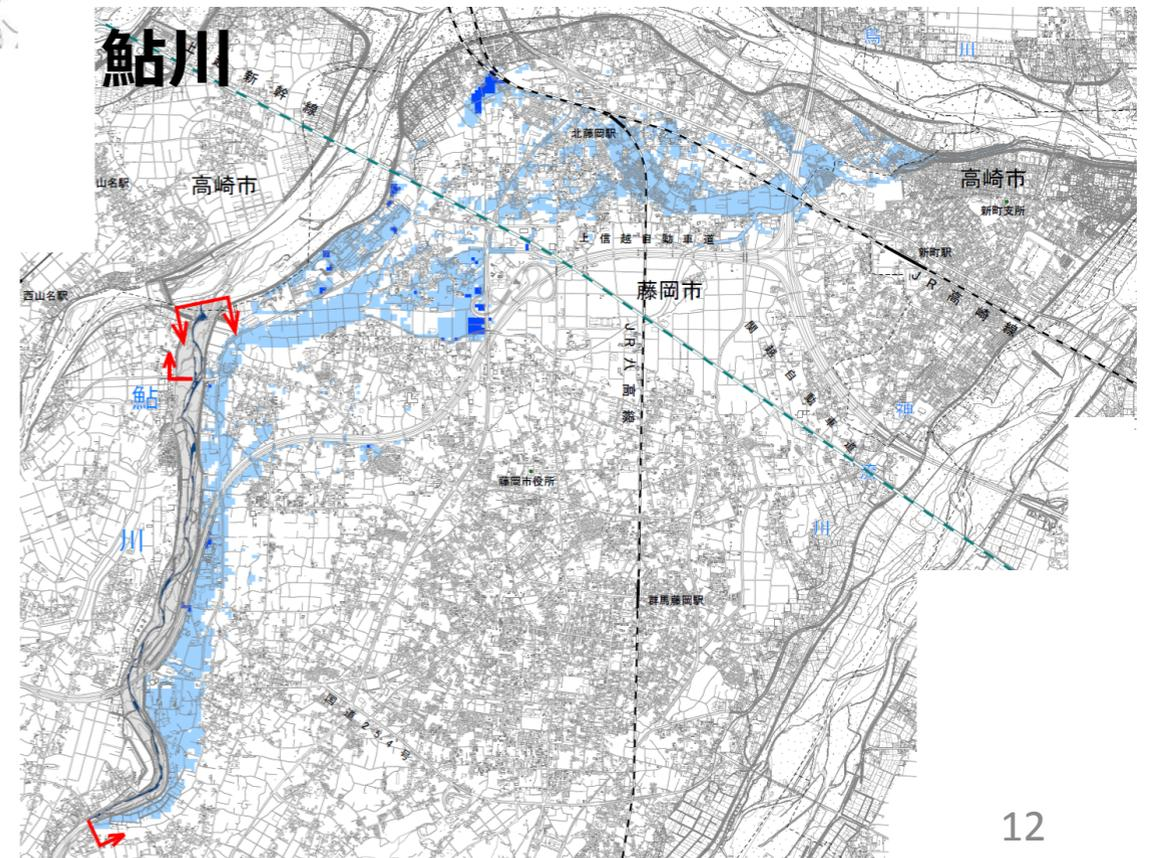 鮎川
上越新幹線
烏川
北藤岡駅
山名駅
高崎市
高崎市
新町支所
上信越自動車道
新町駅
JR高崎線
西山名駅
藤岡市
関越自動車道
JR八高線
鮎川
神流川
藤岡市役所
群馬藤岡駅
国道254号
12